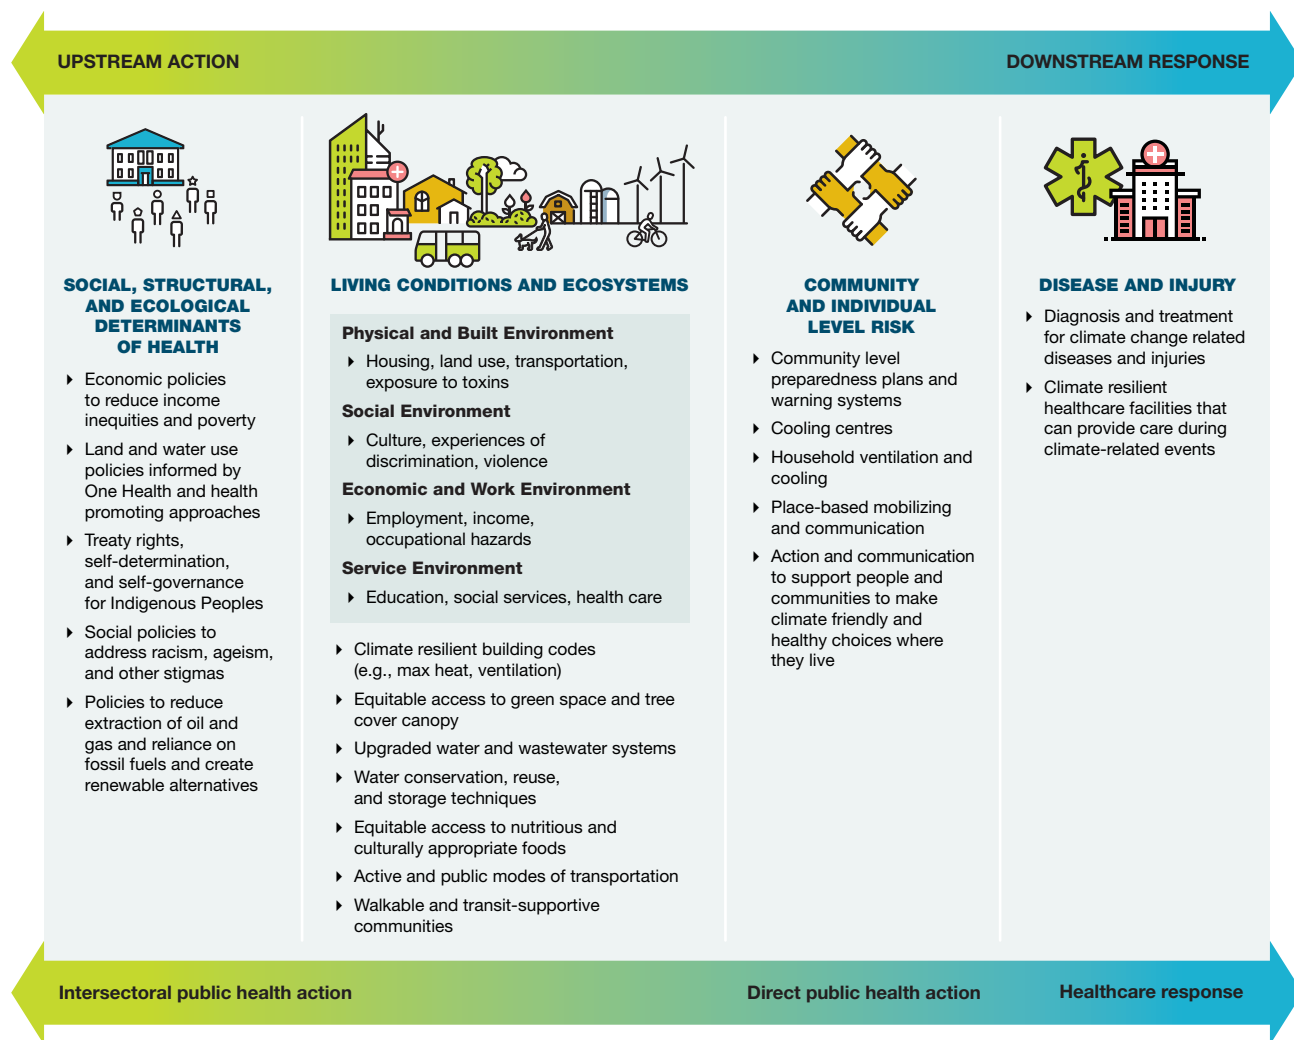 UPSTREAM ACTION
DOWNSTREAM RESPONSE
SOCIAL, STRUCTURAL,
AND ECOLOGICAL
DETERMINANTS
OF HEALTH
Economic policies
to reduce income
inequities and poverty
Land and water use
policies informed by
One Health and health
promoting approaches
Treaty rights,
self-determination,
and self-governance
for Indigenous Peoples
Social policies to
address racism, ageism,
and other stigmas
Policies to reduce
extraction of oil and
gas and reliance on
fossil fuels and create
renewable alternatives
LIVING CONDITIONS AND ECOSYSTEMS
Physical and Built Environment
Housing, land use, transportation,
exposure to toxins
Social Environment
Culture, experiences of
discrimination, violence
Economic and Work Environment
Employment, income,
occupational hazards
Service Environment
Education, social services, health care
Climate resilient building codes
(e.g., max heat, ventilation)
Equitable access to green space and tree
cover canopy
Upgraded water and wastewater systems
Water conservation, reuse,
and storage techniques
Equitable access to nutritious and
culturally appropriate foods
Active and public modes of transportation
Walkable and transit-supportive
communities
COMMUNITY
AND INDIVIDUAL
LEVEL RISK
Community level
preparedness plans and
warning systems
Cooling centres
Household ventilation and
cooling
Place-based mobilizing
and communication
Action and communication
to support people and
communities to make
climate friendly and
healthy choices where
they live
DISEASE AND INJURY
Diagnosis and treatment
for climate change related
diseases and injuries
Climate resilient
healthcare facilities that
can provide care during
climate-related events
Intersectoral public health action
Direct public health action
Healthcare response